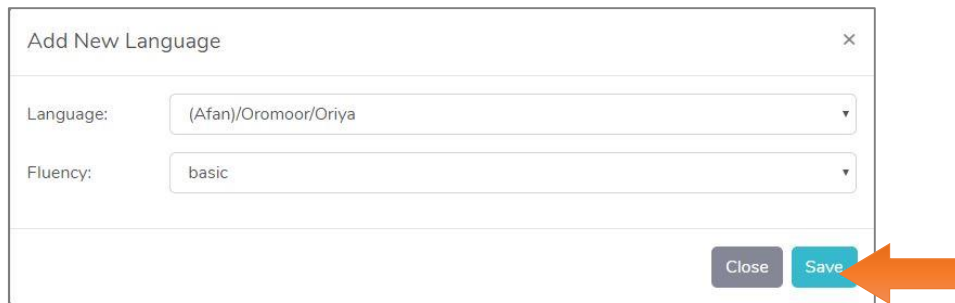 Add New Language ×
Language: (Afan)/Oromoor/Oriya
Fluency: basic
Close Save